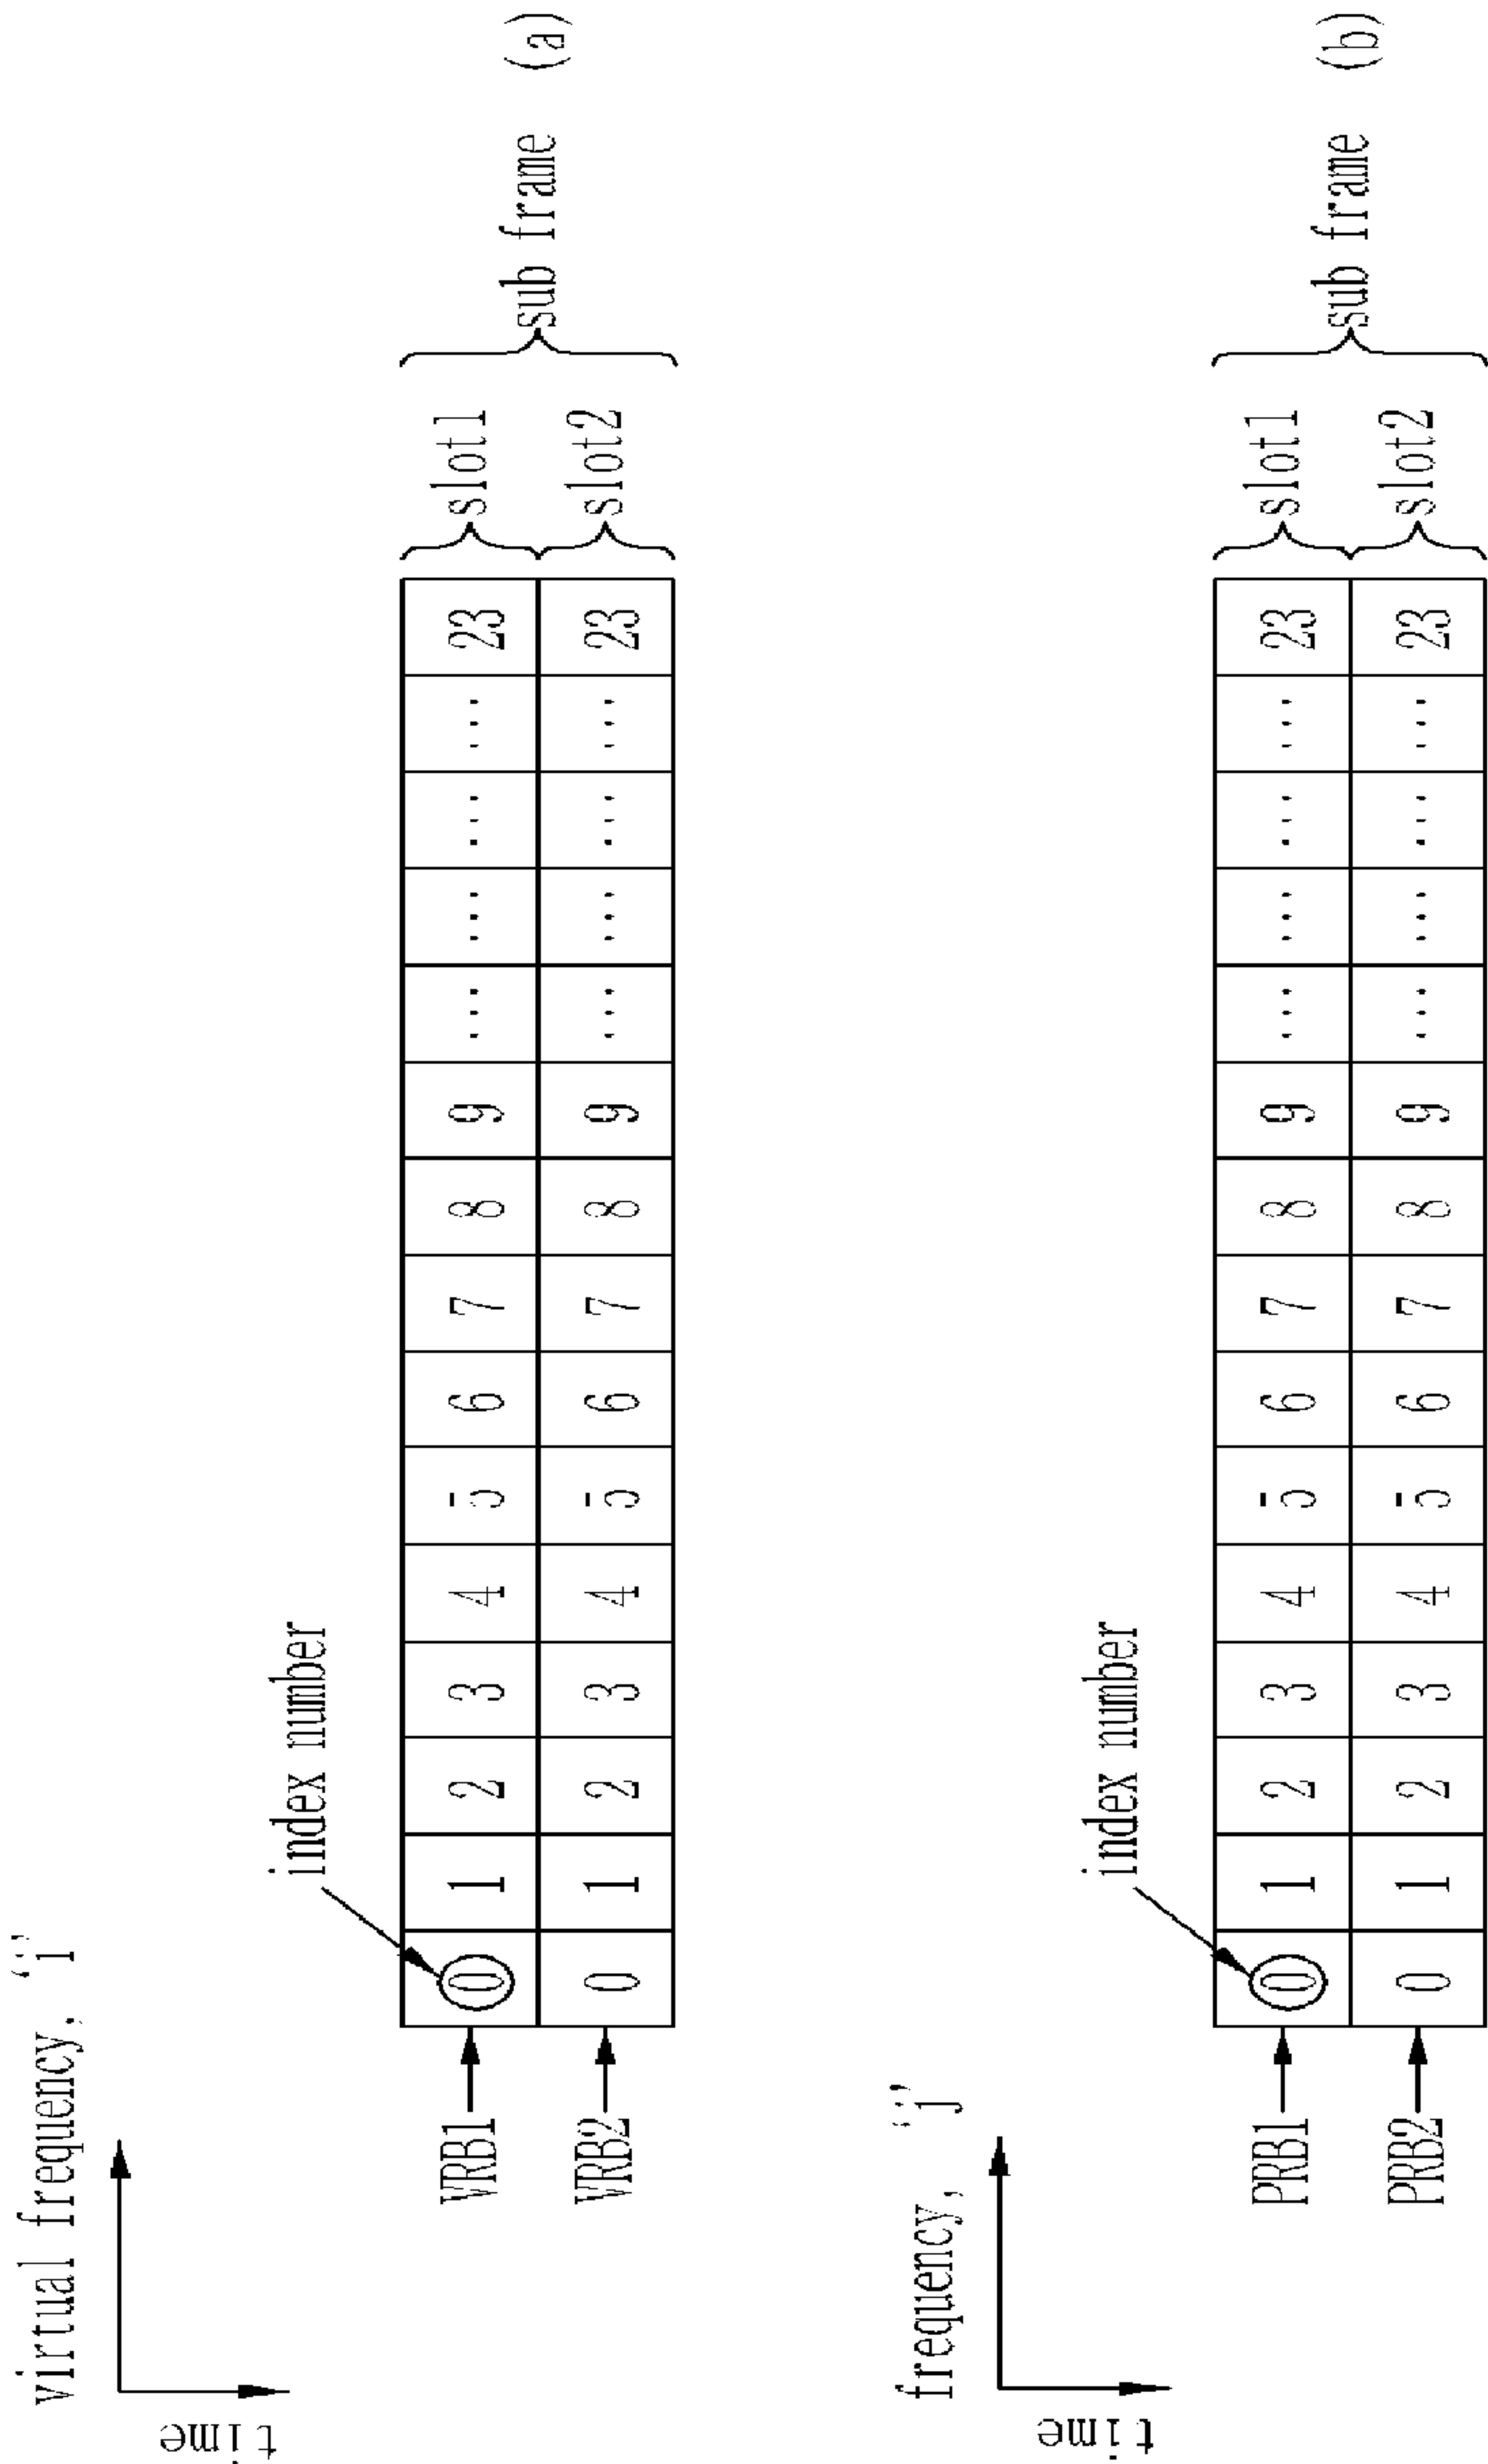 virtual frequency, 'i'
time
index number
VRB1 0 1 2 3 4 5 6 7 8 9 ... ... ... ... 23 slot1
VRB2 0 1 2 3 4 5 6 7 8 9 ... ... ... ... 23 slot2
sub frame (a)
frequency, 'j'
time
index number
PRB1 0 1 2 3 4 5 6 7 8 9 ... ... ... ... 23 slot1
PRB2 0 1 2 3 4 5 6 7 8 9 ... ... ... ... 23 slot2
sub frame (b)